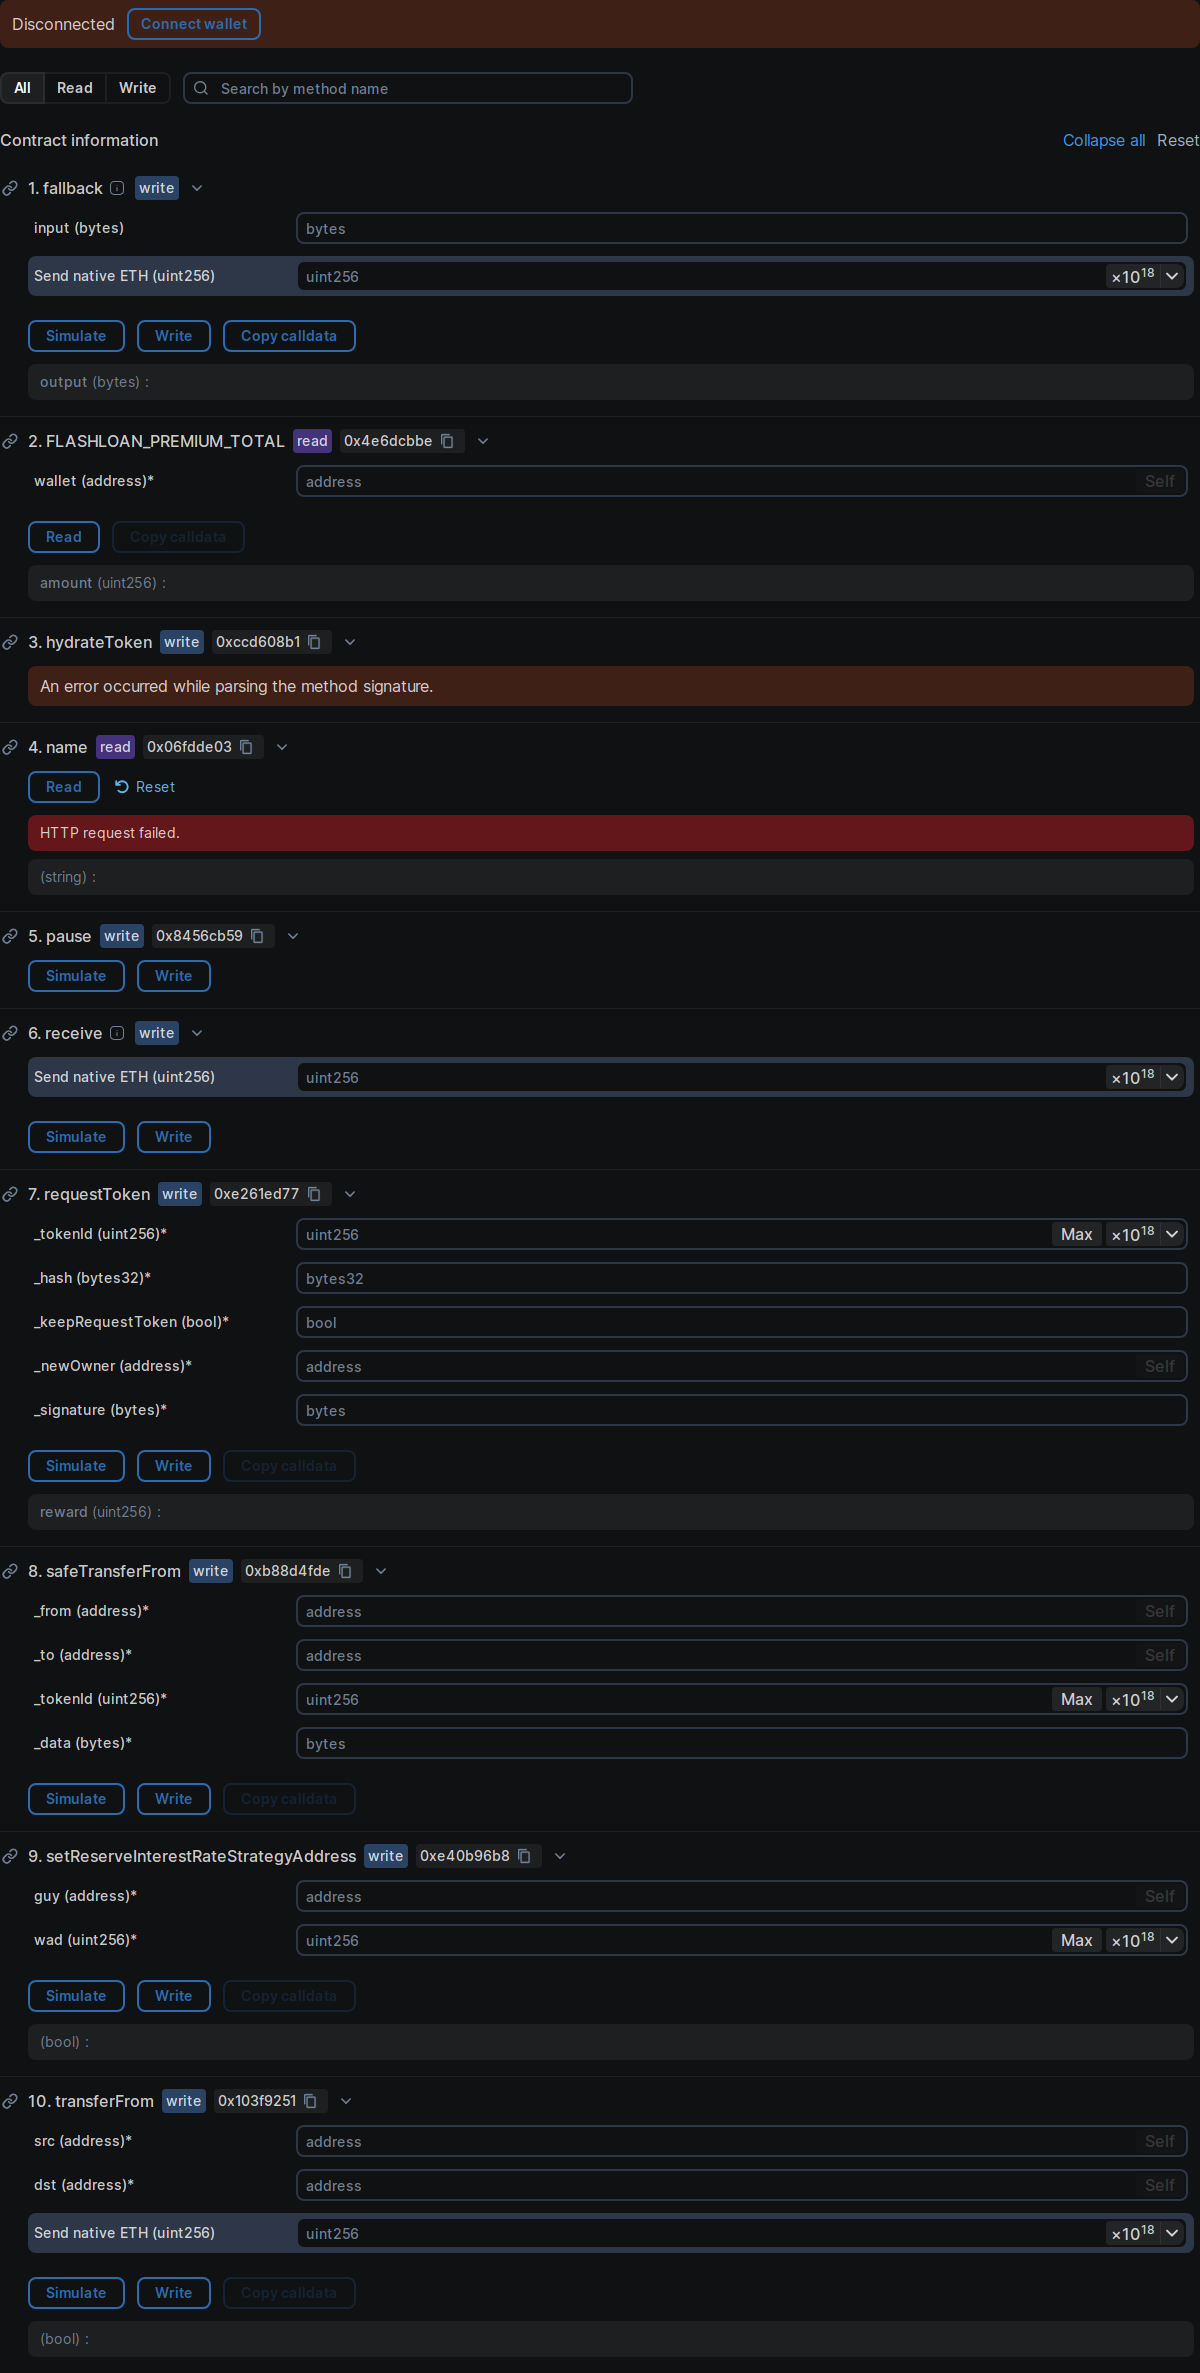 Disconnected Connect wallet
All Read Write Search by method name
Contract information Collapse all Reset
1. fallback write
input (bytes) bytes
Send native ETH (uint256) uint256 ×10^18
Simulate Write Copy calldata
output (bytes) :
2. FLASHLOAN_PREMIUM_TOTAL read 0x4e6dcbbe
wallet (address)* address Self
Read Copy calldata
amount (uint256) :
3. hydrateToken write 0xccd608b1
An error occurred while parsing the method signature.
4. name read 0x06fdde03
Read Reset
HTTP request failed.
(string) :
5. pause write 0x8456cb59
Simulate Write
6. receive write
Send native ETH (uint256) uint256 ×10^18
Simulate Write
7. requestToken write 0xe261ed77
_tokenId (uint256)* uint256 Max ×10^18
_hash (bytes32)* bytes32
_keepRequestToken (bool)* bool
_newOwner (address)* address Self
_signature (bytes)* bytes
Simulate Write Copy calldata
reward (uint256) :
8. safeTransferFrom write 0xb88d4fde
_from (address)* address Self
_to (address)* address Self
_tokenId (uint256)* uint256 Max ×10^18
_data (bytes)* bytes
Simulate Write Copy calldata
9. setReserveInterestRateStrategyAddress write 0xe40b96b8
guy (address)* address Self
wad (uint256)* uint256 Max ×10^18
Simulate Write Copy calldata
(bool) :
10. transferFrom write 0x103f9251
src (address)* address Self
dst (address)* address Self
Send native ETH (uint256) uint256 ×10^18
Simulate Write Copy calldata
(bool) :